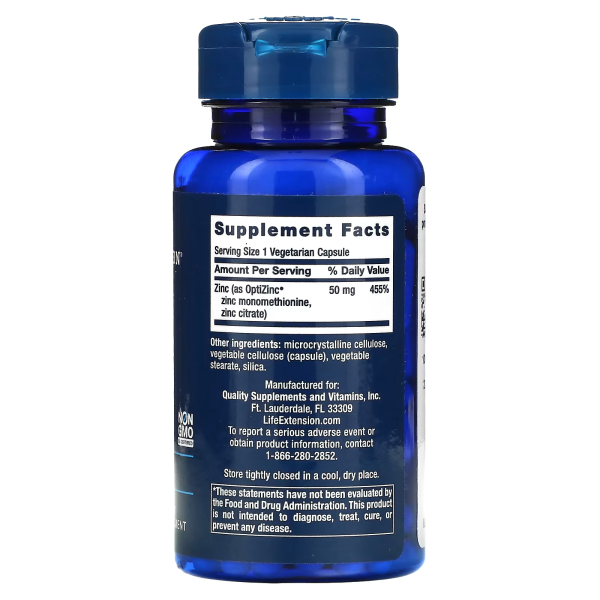 Supplement Facts
Serving Size 1 Vegetarian Capsule
Amount Per Serving % Daily Value
Zinc (as OptiZinc® 50 mg 455%
zinc monomethionine,
zinc citrate)
Other ingredients: microcrystalline cellulose,
vegetable cellulose (capsule), vegetable
stearate, silica.
Manufactured for:
Quality Supplements and Vitamins, Inc.
Ft. Lauderdale, FL 33309
LifeExtension.com
To report a serious adverse event or
obtain product information, contact
1-866-280-2852.
Store tightly closed in a cool, dry place.
*These statements have not been evaluated by
the Food and Drug Administration. This product
is not intended to diagnose, treat, cure, or
prevent any disease.
NON
GMO